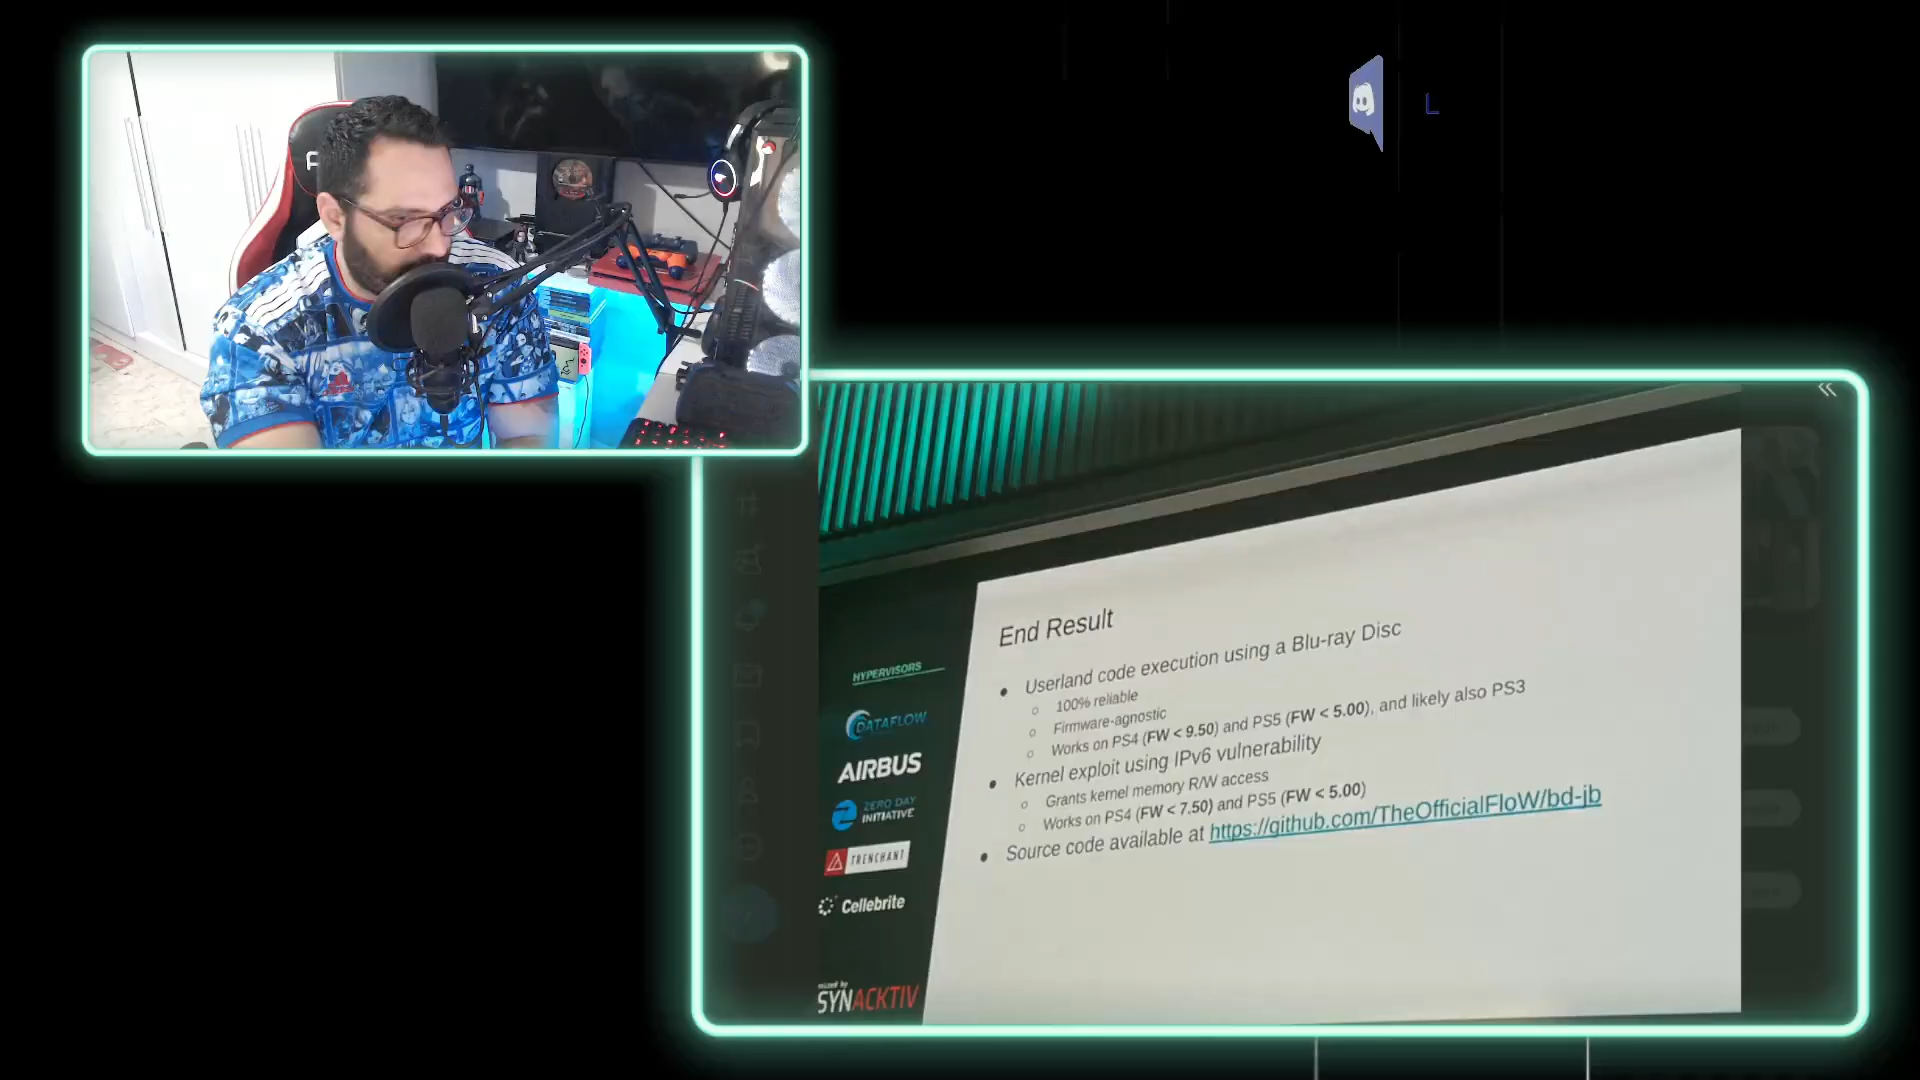 L
End Result
Userland code execution using a Blu-ray Disc
100% reliable
Firmware-agnostic
Works on PS4 (FW < 9.50) and PS5 (FW < 5.00), and likely also PS3
Kernel exploit using IPv6 vulnerability
Grants kernel memory R/W access
Works on PS4 (FW < 7.50) and PS5 (FW < 5.00)
Source code available at https://github.com/TheOfficialFloW/bd-jb
HYPERVISORS
DATAFLOW
AIRBUS
ZERO DAY
INITIATIVE
TRENCHANT
Cellebrite
SYNACKTIV